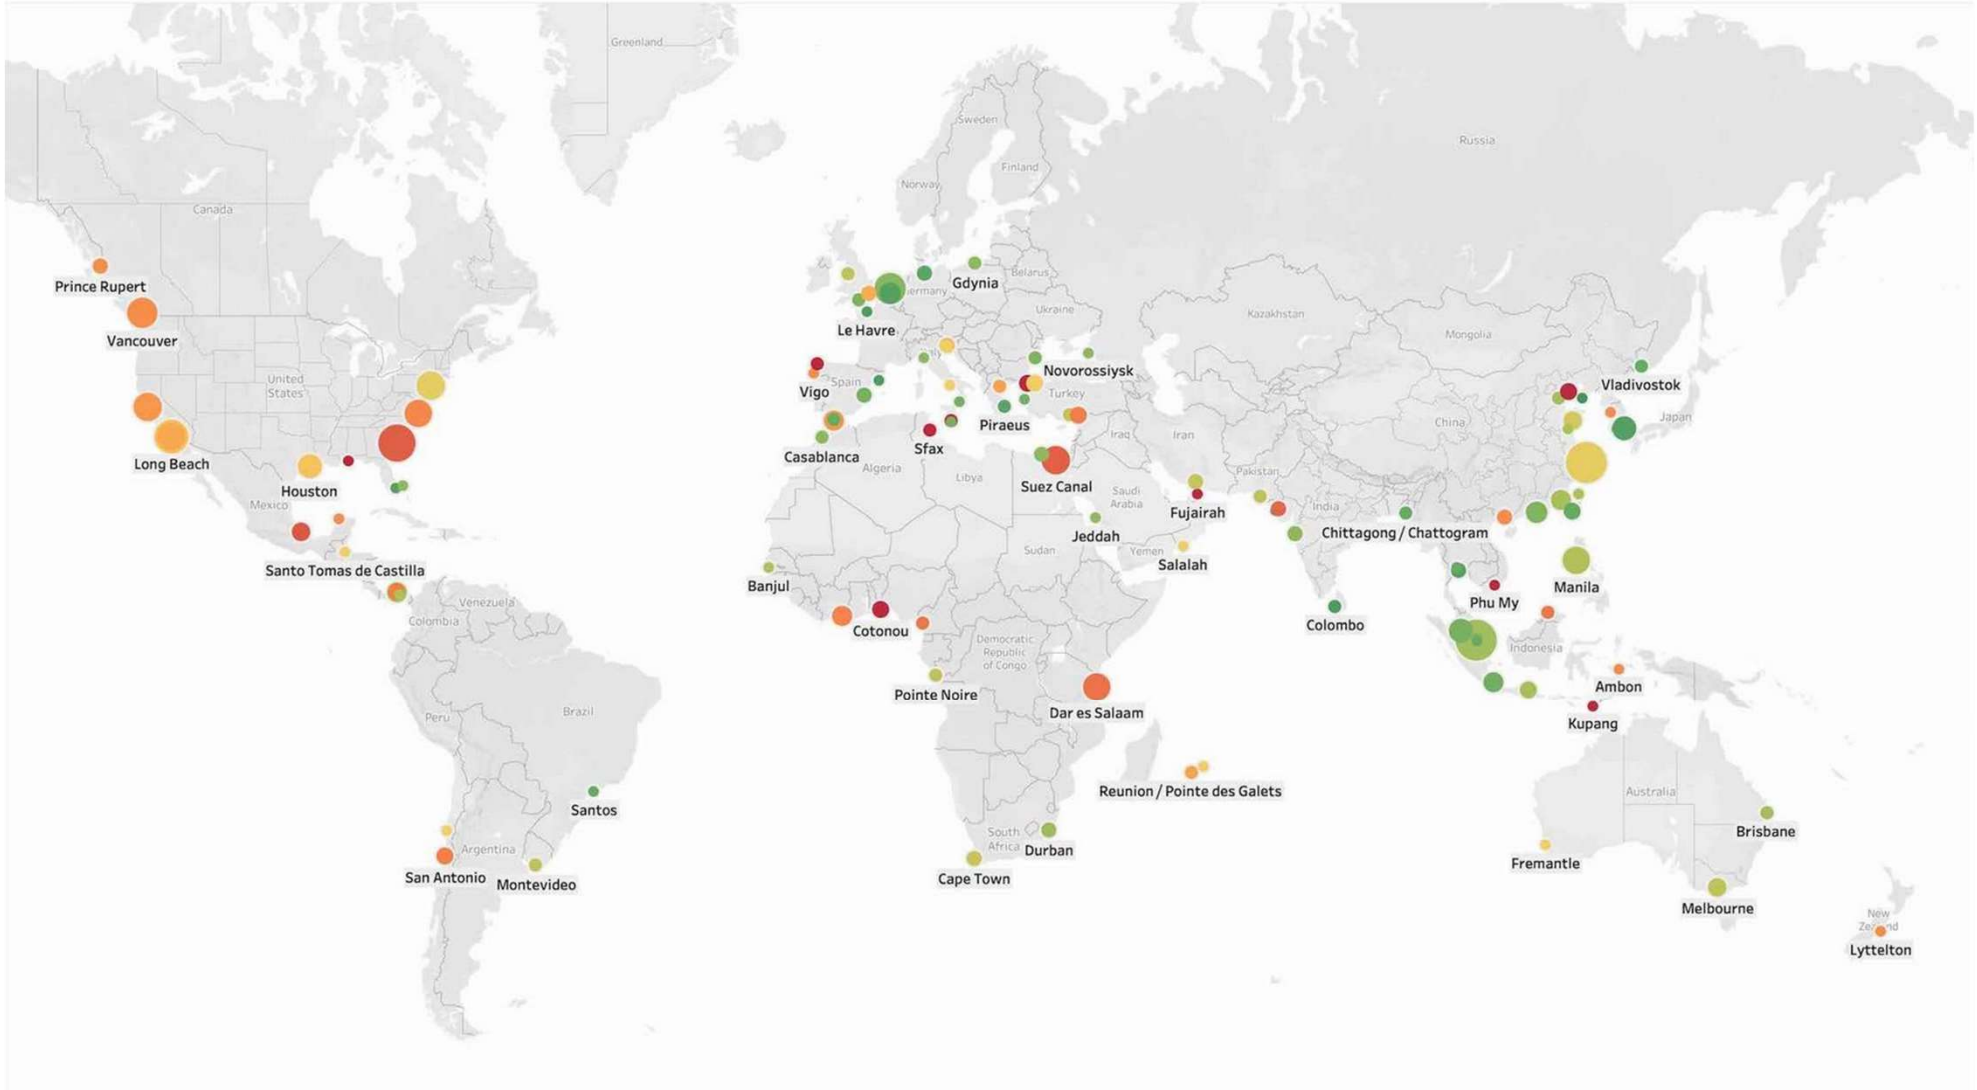 Greenland
Sweden
Russia
Finland
Norway
Canada
Prince Rupert
Belarus
Gdynia
ermany
Ukraine
Kazakhstan
Le Havre
Mongolia
Vancouver
Novorossiysk
United
States
Spain
Vigo
Vladivostok
Turkey
Japan
China
Piraeus
Iraq
Iran
Sfax
Casablanca
Long Beach
Algeria
Libya
Pakistan
Suez Canal
Houston
Saudi
Arabia
Mexico
India
Fujairah
Jeddah
Chittagong / Chattogram
Sudan
Yemen
Salalah
Santo Tomas de Castilla
Banjul
Manila
Venezuela
Phu My
Colombia
Colombo
Cotonou
Democratic
Republic
of Congo
Indonesia
Pointe Noire
Ambon
Dar es Salaam
Brazil
Peru
Kupang
Reunion / Pointe des Galets
Australia
Santos
South
Africa
Durban
Brisbane
Argentina
Fremantle
San Antonio
Montevideo
Cape Town
Melbourne
New
Lyttelton